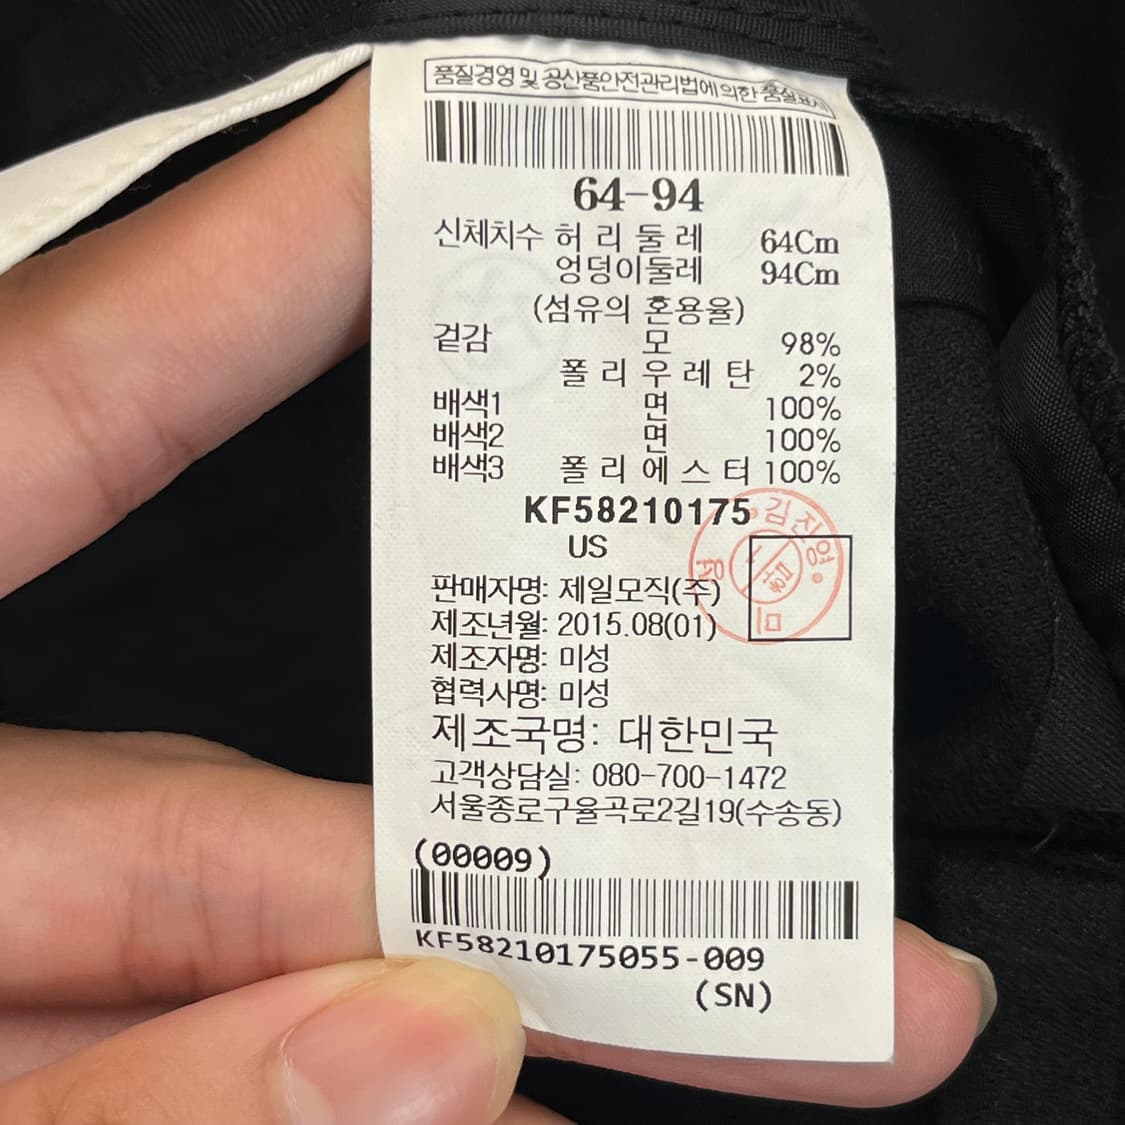 품질경영 및 공산품안전관리법에 의한 품질표시
64-94
신체치수 허 리 둘 레 64Cm
엉덩이둘레 94Cm
(섬유의 혼용율)
겉감 모 98%
폴 리 우 레 탄 2%
배색1 면 100%
배색2 면 100%
배색3 폴 리 에 스 터 100%
KF58210175
US
김진영
판매자명: 제일모직(주)
제조년월: 2015.08(01)
제조자명: 미성
협력사명: 미성
제조국명: 대한민국
고객상담실: 080-700-1472
서울종로구율곡로2길19(수송동)
(00009)
KF58210175055-009
(SN)